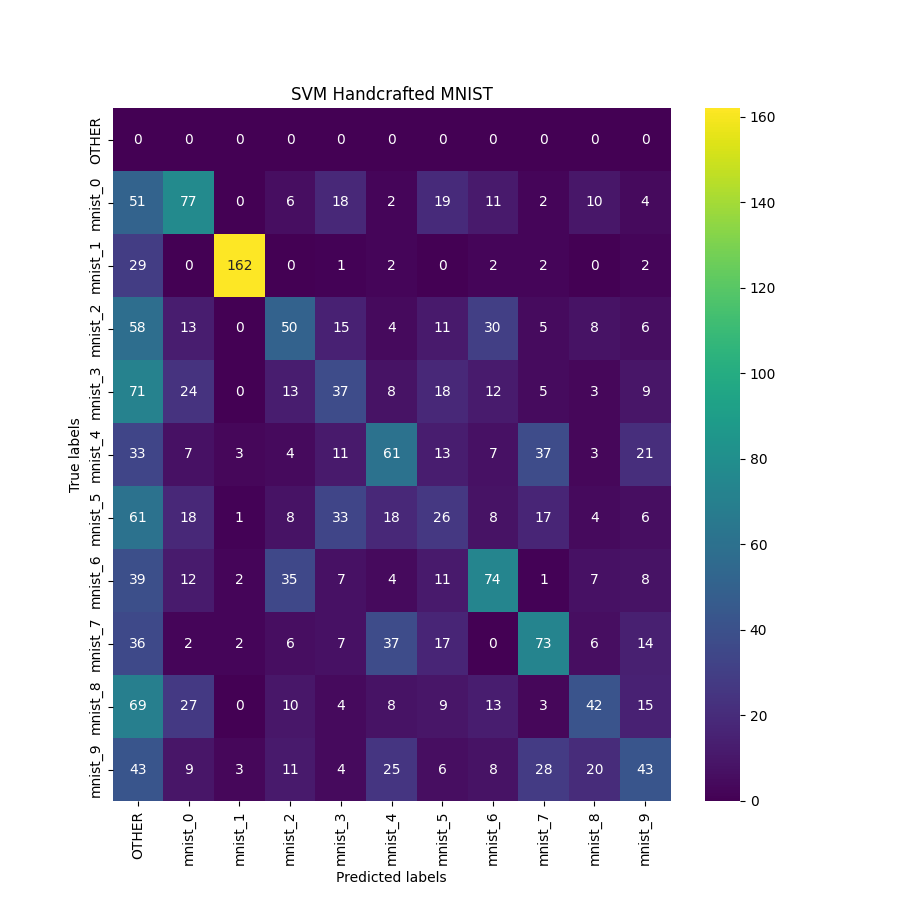 SVM Handcrafted MNIST
True labels
OTHER 0 0 0 0 0 0 0 0 0 0 0
mnist_0 51 77 0 6 18 2 19 11 2 10 4
mnist_1 29 0 162 0 1 2 0 2 2 0 2
mnist_2 58 13 0 50 15 4 11 30 5 8 6
mnist_3 71 24 0 13 37 8 18 12 5 3 9
mnist_4 33 7 3 4 11 61 13 7 37 3 21
mnist_5 61 18 1 8 33 18 26 8 17 4 6
mnist_6 39 12 2 35 7 4 11 74 1 7 8
mnist_7 36 2 2 6 7 37 17 0 73 6 14
mnist_8 69 27 0 10 4 8 9 13 3 42 15
mnist_9 43 9 3 11 4 25 6 8 28 20 43
OTHER mnist_0 mnist_1 mnist_2 mnist_3 mnist_4 mnist_5 mnist_6 mnist_7 mnist_8 mnist_9
Predicted labels
160
140
120
100
80
60
40
20
0